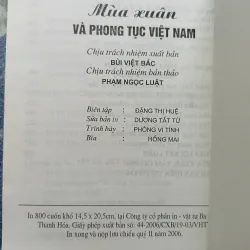 Mùa xuân
VÀ PHONG TỤC VIỆT NAM
Chịu trách nhiệm xuất bản
BÙI VIỆT BẮC
Chịu trách nhiệm bản thảo
PHẠM NGỌC LUẬT
Biên tập : ĐẶNG THỊ HUỆ
Sửa bản in : DƯƠNG TẤT TỪ
Trình bày : PHÒNG VI TÍNH
Bìa : HỒNG MAI
In 800 cuốn khổ 14,5 x 20,5cm, tại Công ty cổ phần in - vật tư Ba
Thanh Hóa. Giấy phép xuất bản số: 44-2006/CXB/19-03/VHTT
In xong và nộp lưu chiểu quý II năm 2006.